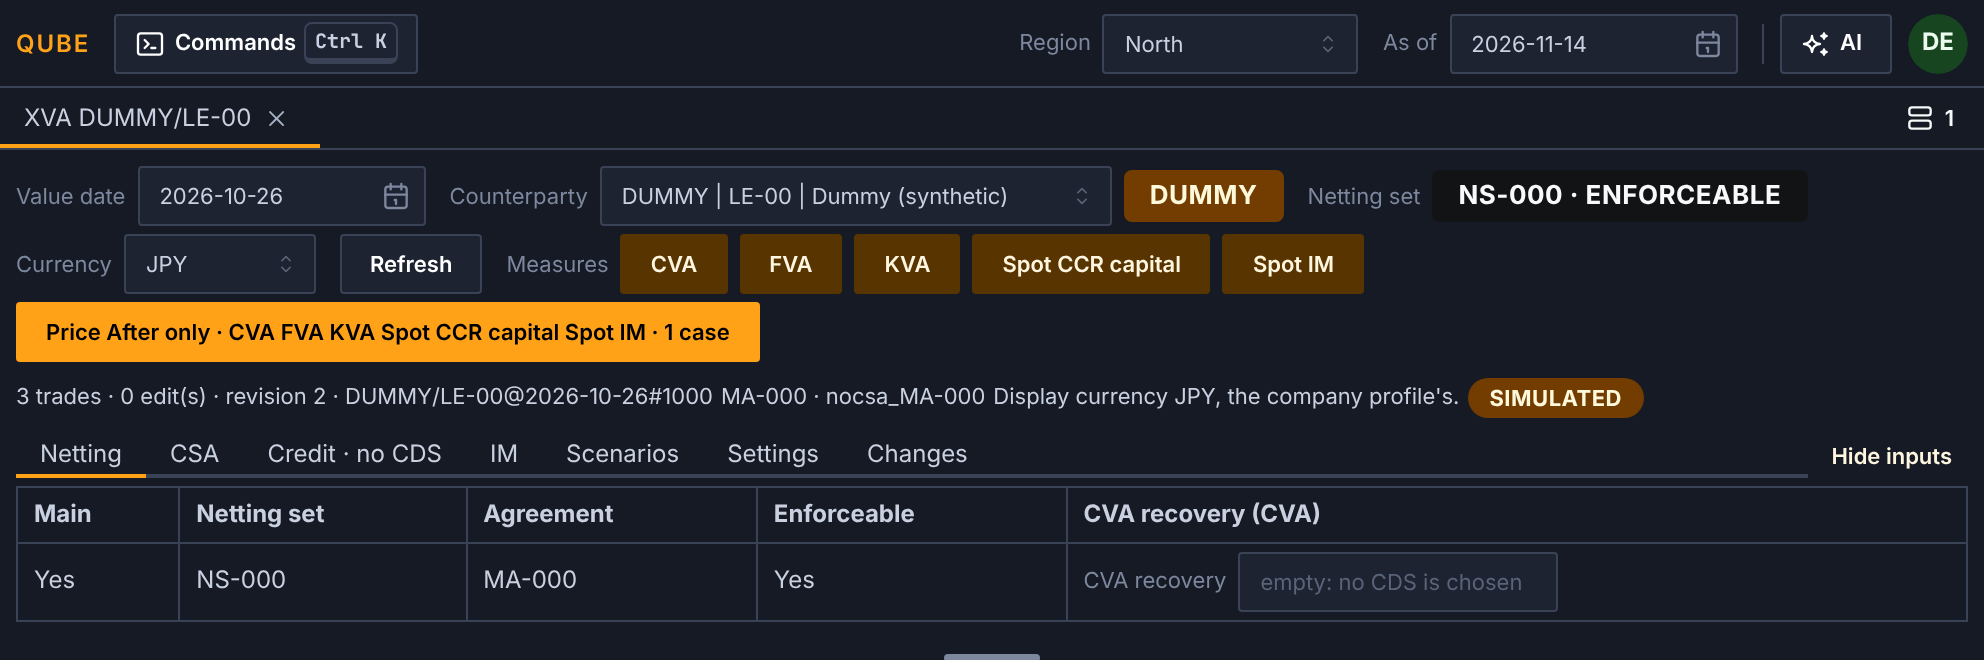 QUBE Commands Ctrl K Region North As of 2026-11-14 AI DE
XVA DUMMY/LE-00 1
Value date 2026-10-26 Counterparty DUMMY | LE-00 | Dummy (synthetic) DUMMY Netting set NS-000 · ENFORCEABLE
Currency JPY Refresh Measures CVA FVA KVA Spot CCR capital Spot IM
Price After only · CVA FVA KVA Spot CCR capital Spot IM · 1 case
3 trades · 0 edit(s) · revision 2 · DUMMY/LE-00@2026-10-26#1000 MA-000 · nocsa_MA-000 Display currency JPY, the company profile's. SIMULATED
Netting CSA Credit · no CDS IM Scenarios Settings Changes Hide inputs
Main Netting set Agreement Enforceable CVA recovery (CVA)
Yes NS-000 MA-000 Yes CVA recovery empty: no CDS is chosen